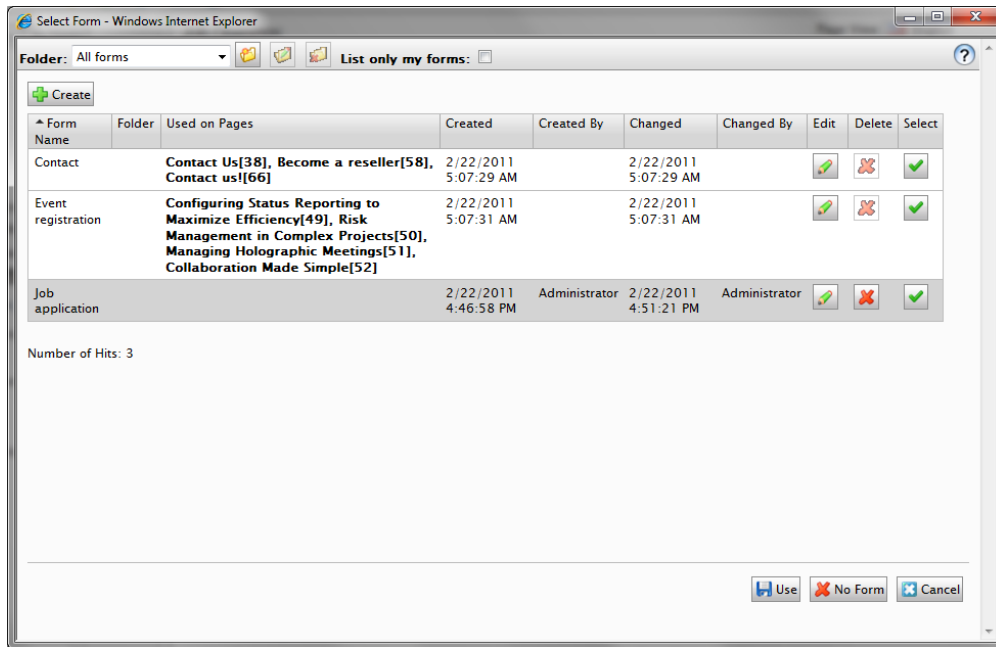 Select Form - Windows Internet Explorer
Folder: All forms List only my forms:
Create
Form Name Folder Used on Pages Created Created By Changed Changed By Edit Delete Select
Contact Contact Us[38], Become a reseller[58], 2/22/2011 2/22/2011
Contact us![66] 5:07:29 AM 5:07:29 AM
Event Configuring Status Reporting to 2/22/2011 2/22/2011
registration Maximize Efficiency[49], Risk 5:07:31 AM 5:07:31 AM
Management in Complex Projects[50],
Managing Holographic Meetings[51],
Collaboration Made Simple[52]
Job 2/22/2011 Administrator 2/22/2011 Administrator
application 4:46:58 PM 4:51:21 PM
Number of Hits: 3
Use No Form Cancel